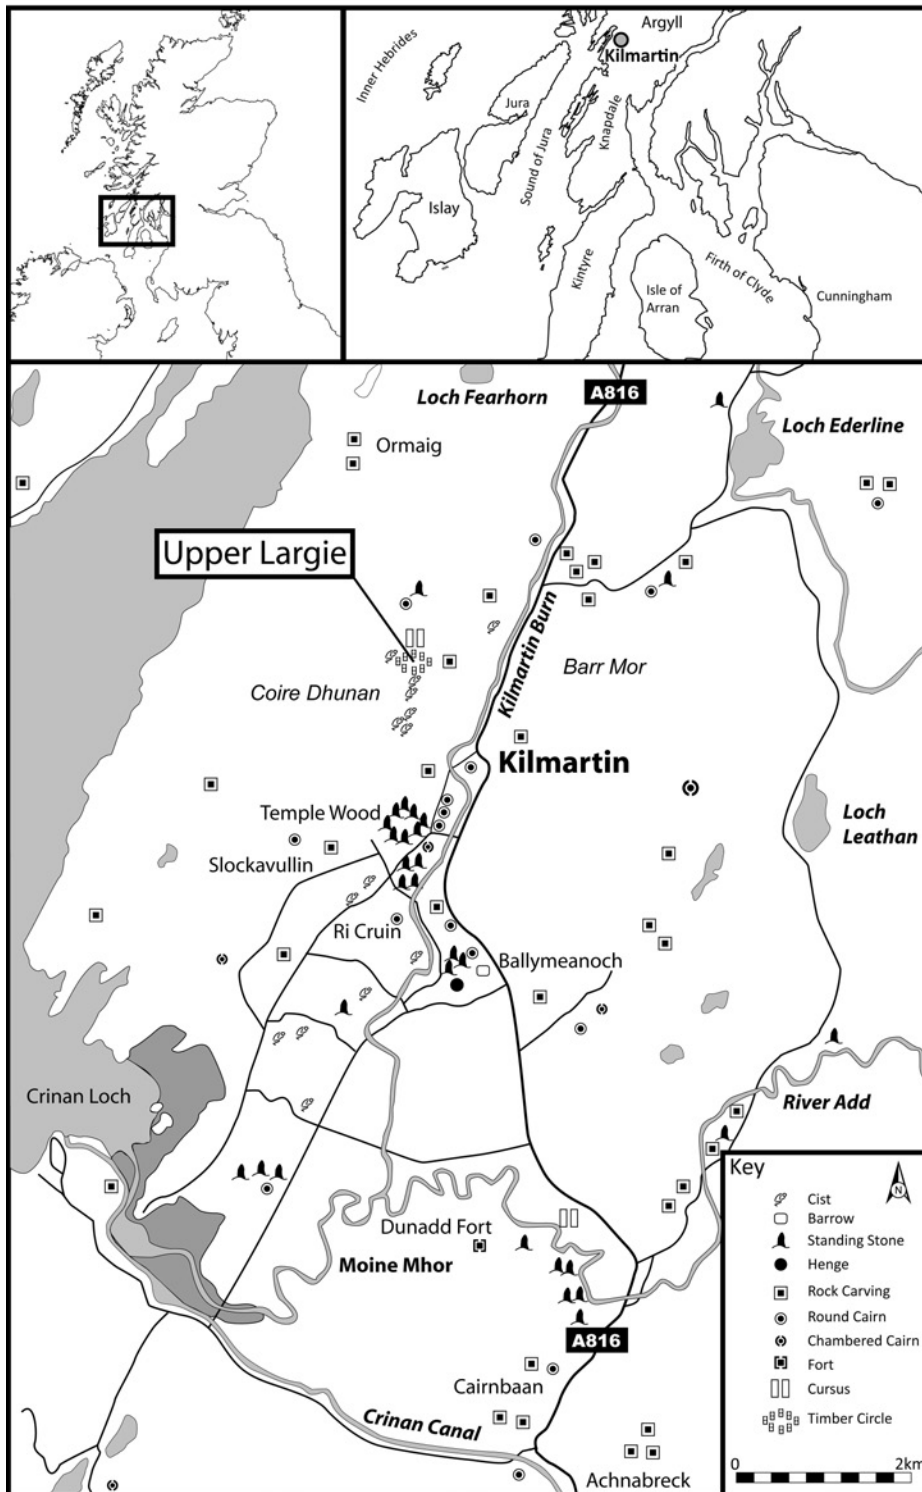 Inner Hebrides
Argyll
Kilmartin
Jura
Sound of Jura
Knapdale
Islay
Kintyre
Isle of
Arran
Firth of Clyde
Cunningham
Loch Fearhorn
A816
Ormaig
Loch Ederline
Upper Largie
Kilmartin Burn
Barr Mor
Coire Dhunan
Kilmartin
Temple Wood
Loch
Leathan
Slockavullin
Ri Cruin
Ballymeanoch
Crinan Loch
River Add
Dunadd Fort
Moine Mhor
A816
Cairnbaan
Crinan Canal
Achnabreck
Key
N
Cist
Barrow
Standing Stone
Henge
Rock Carving
Round Cairn
Chambered Cairn
Fort
Cursus
Timber Circle
0 2km